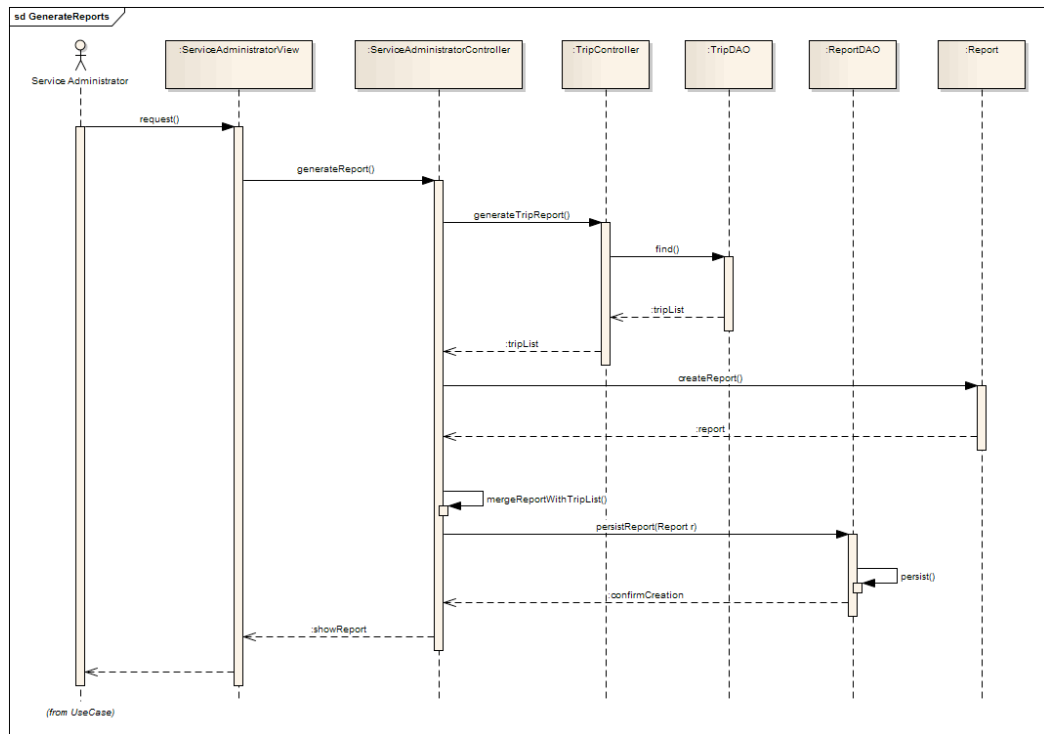 sd GenerateReports
Service Administrator
:ServiceAdministratorView
:ServiceAdministratorController
:TripController
:TripDAO
:ReportDAO
:Report
request()
generateReport()
generateTripReport()
find()
:tripList
:tripList
createReport()
:report
mergeReportWithTripList()
persistReport(Report r)
persist()
:confirmCreation
:showReport
(from UseCase)